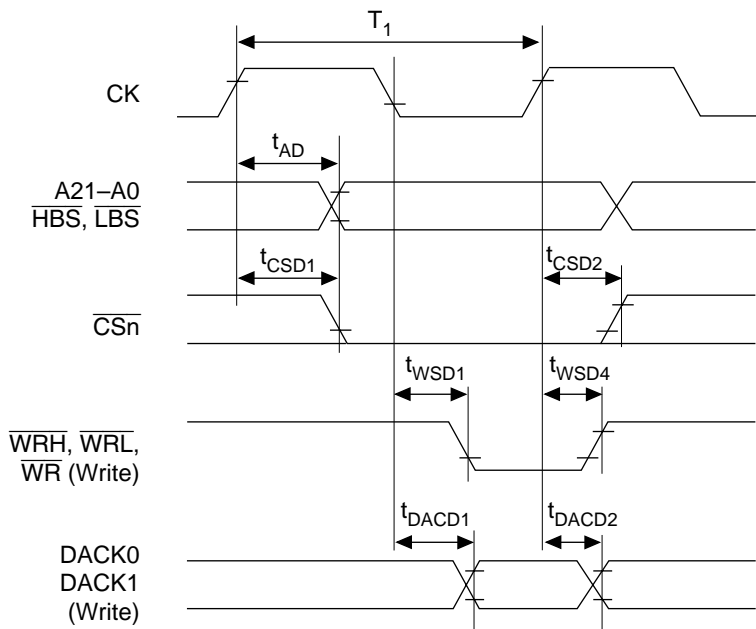 T1
CK
tAD
A21–A0
HBS, LBS
tCSD1
tCSD2
CSn
tWSD1
tWSD4
WRH, WRL,
WR (Write)
tDACD1
tDACD2
DACK0
DACK1
(Write)